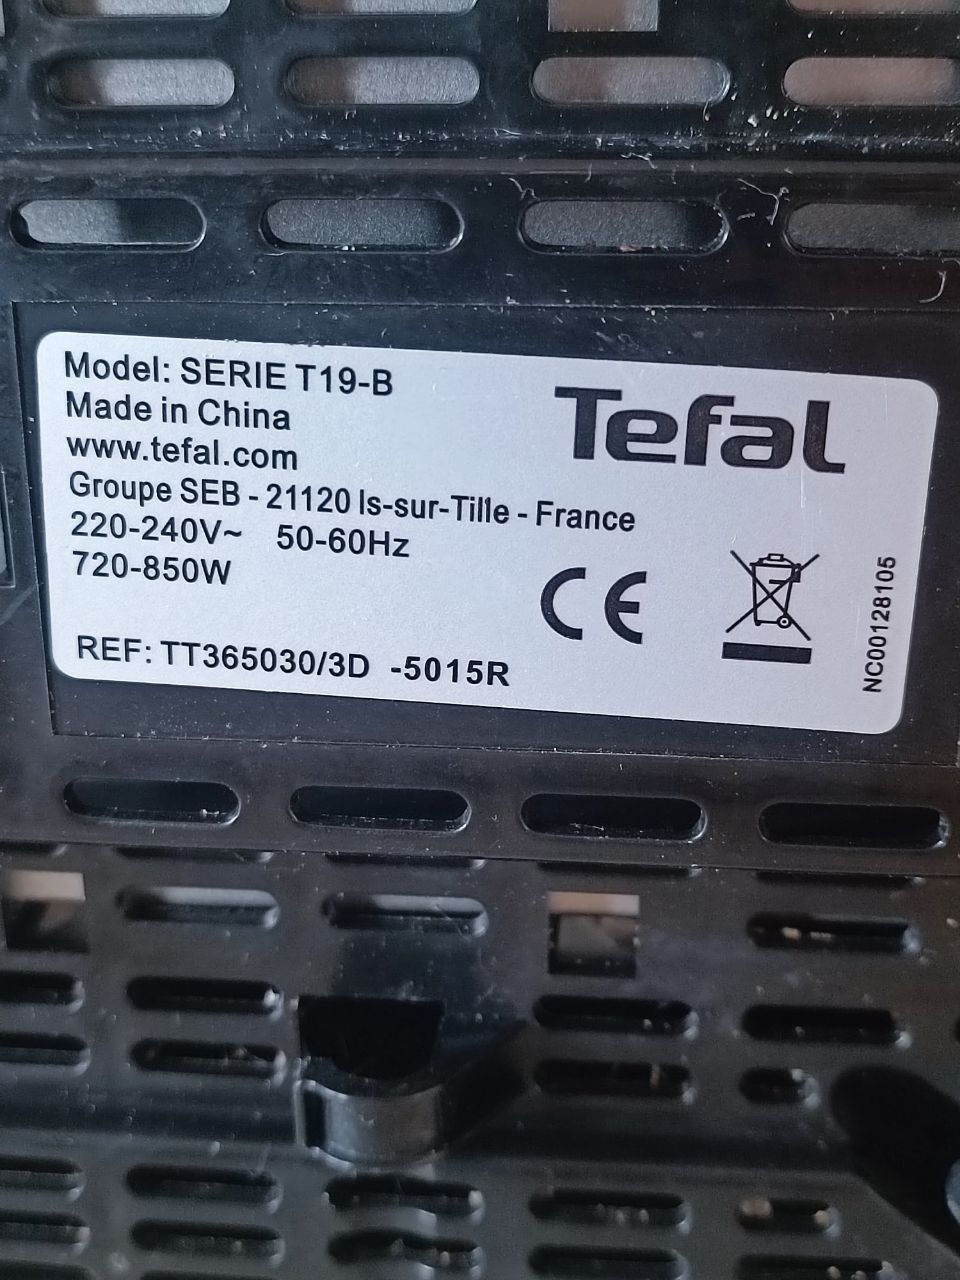 Model: SERIE T19-B
Made in China
www.tefal.com
Groupe SEB - 21120 Is-sur-Tille - France
220-240V~ 50-60Hz
720-850W
REF: TT365030/3D -5015R
Tefal
CE
NC00128105